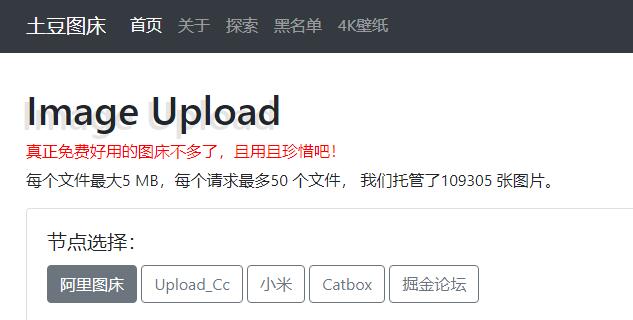 土豆图床 首页 关于 探索 黑名单 4K壁纸
Image Upload
真正免费好用的图床不多了，且用且珍惜吧！
每个文件最大5 MB，每个请求最多50 个文件， 我们托管了109305 张图片。
节点选择：
阿里图床 Upload_Cc 小米 Catbox 掘金论坛